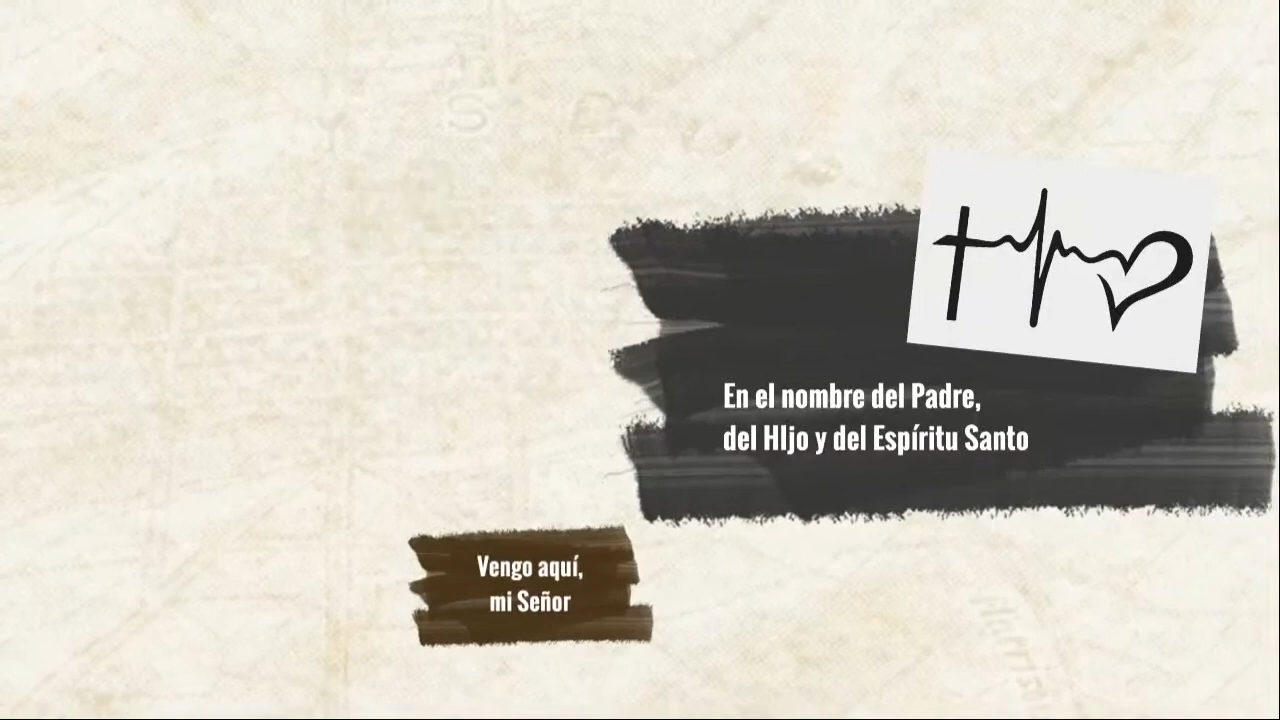 En el nombre del Padre,
del HIjo y del Espíritu Santo
Vengo aquí,
mi Señor